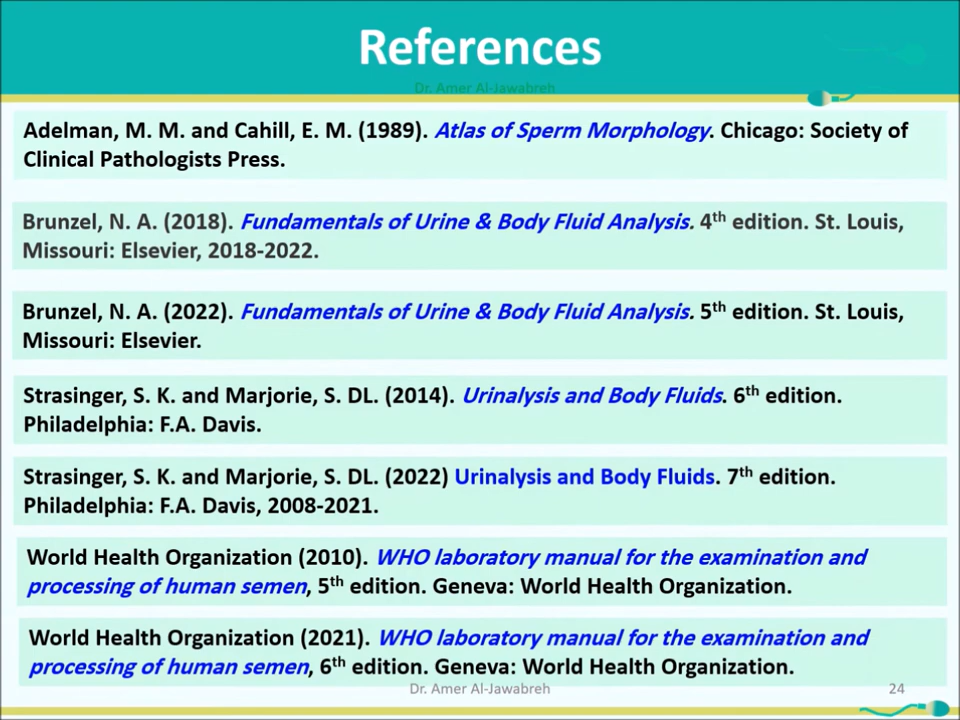 References
Dr. Amer Al-Jawabreh
Adelman, M. M. and Cahill, E. M. (1989). Atlas of Sperm Morphology. Chicago: Society of
Clinical Pathologists Press.
Brunzel, N. A. (2018). Fundamentals of Urine & Body Fluid Analysis. 4th edition. St. Louis,
Missouri: Elsevier, 2018-2022.
Brunzel, N. A. (2022). Fundamentals of Urine & Body Fluid Analysis. 5th edition. St. Louis,
Missouri: Elsevier.
Strasinger, S. K. and Marjorie, S. DL. (2014). Urinalysis and Body Fluids. 6th edition.
Philadelphia: F.A. Davis.
Strasinger, S. K. and Marjorie, S. DL. (2022) Urinalysis and Body Fluids. 7th edition.
Philadelphia: F.A. Davis, 2008-2021.
World Health Organization (2010). WHO laboratory manual for the examination and
processing of human semen, 5th edition. Geneva: World Health Organization.
World Health Organization (2021). WHO laboratory manual for the examination and
processing of human semen, 6th edition. Geneva: World Health Organization.
Dr. Amer Al-Jawabreh
24